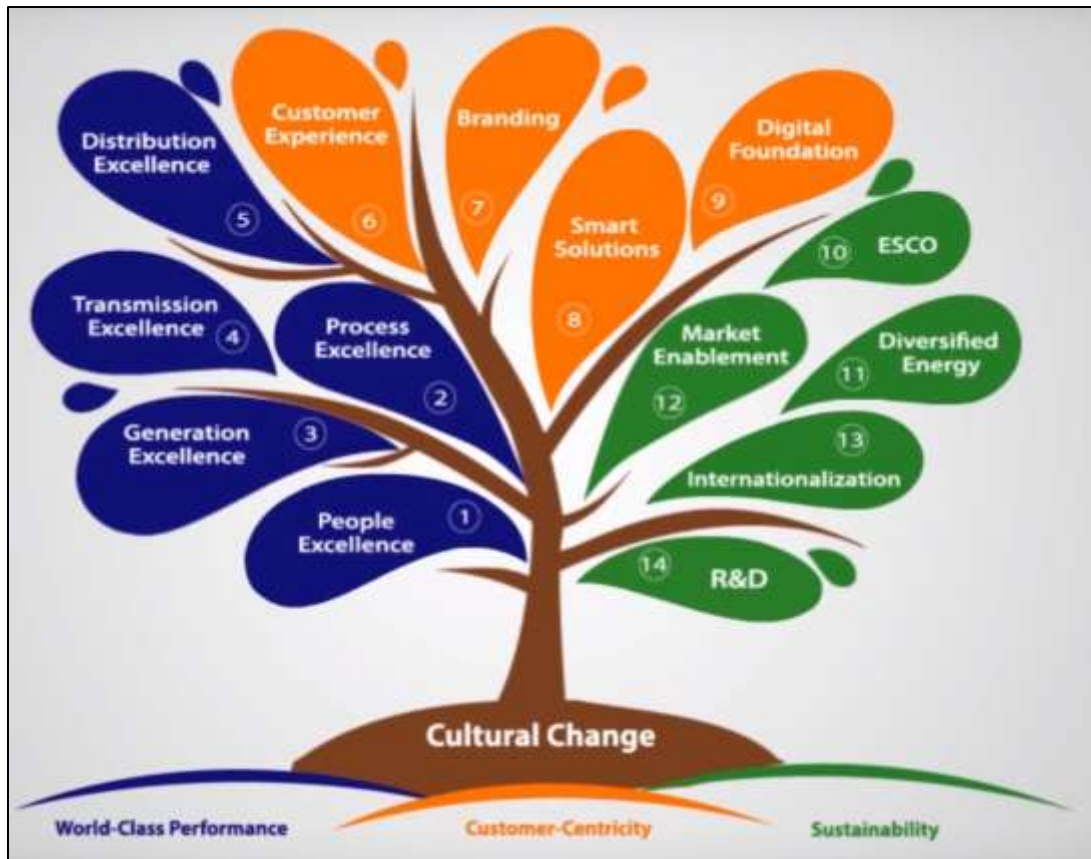 Distribution
Excellence
5
Customer
Experience
6
Branding
7
Smart
Solutions
8
Digital
Foundation
9
10
ESCO
Transmission
Excellence
4
Process
Excellence
2
Market
Enablement
12
Diversified
Energy
11
Generation
Excellence
3
13
Internationalization
People
Excellence
1
14
R&D
Cultural Change
World-Class Performance
Customer-Centricity
Sustainability